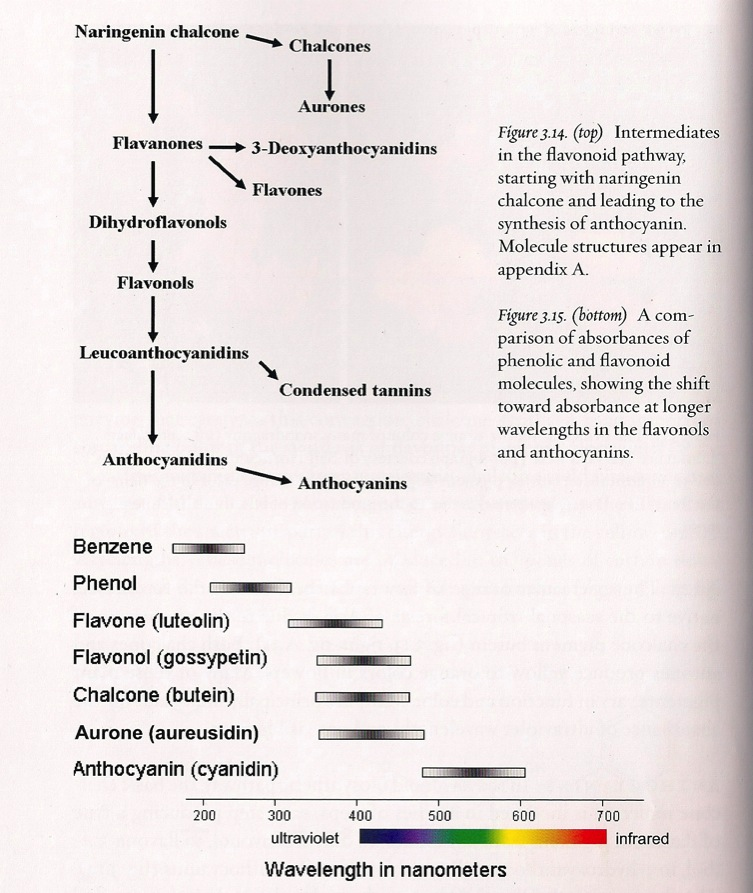 Naringenin chalcone
Chalcones
Aurones
Flavanones
3-Deoxyanthocyanidins
Flavones
Dihydroflavonols
Flavonols
Leucoanthocyanidins
Condensed tannins
Anthocyanidins
Anthocyanins
Figure 3.14. (top) Intermediates
in the flavonoid pathway,
starting with naringenin
chalcone and leading to the
synthesis of anthocyanin.
Molecule structures appear in
appendix A.
Figure 3.15. (bottom) A com-
parison of absorbances of
phenolic and flavonoid
molecules, showing the shift
toward absorbance at longer
wavelengths in the flavonols
and anthocyanins.
Benzene
Phenol
Flavone (luteolin)
Flavonol (gossypetin)
Chalcone (butein)
Aurone (aureusidin)
Anthocyanin (cyanidin)
200 300 400 500 600 700
ultraviolet infrared
Wavelength in nanometers